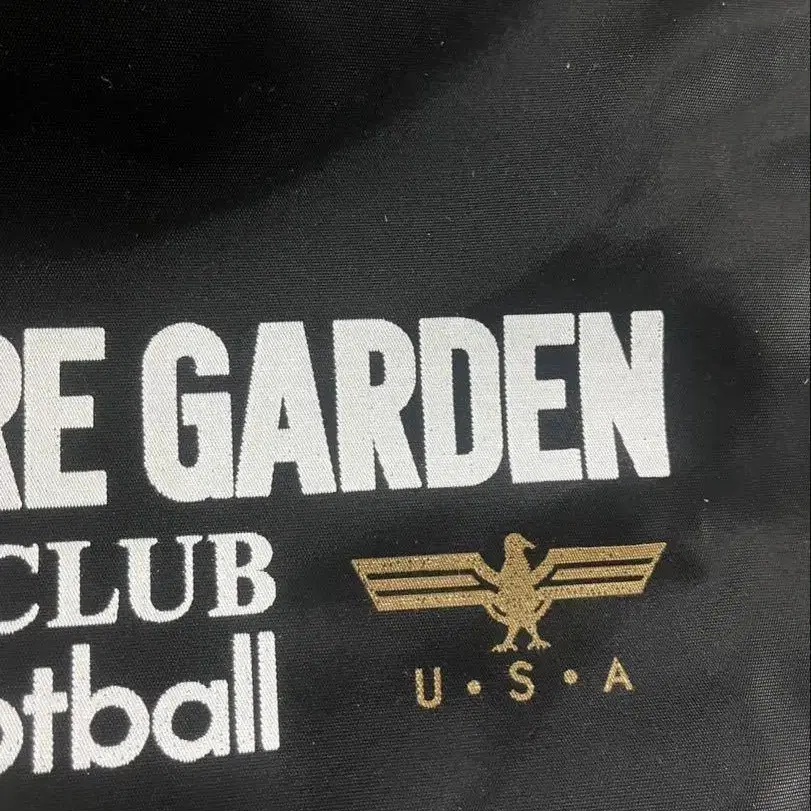 RE GARDEN
CLUB
otball
U·S·A